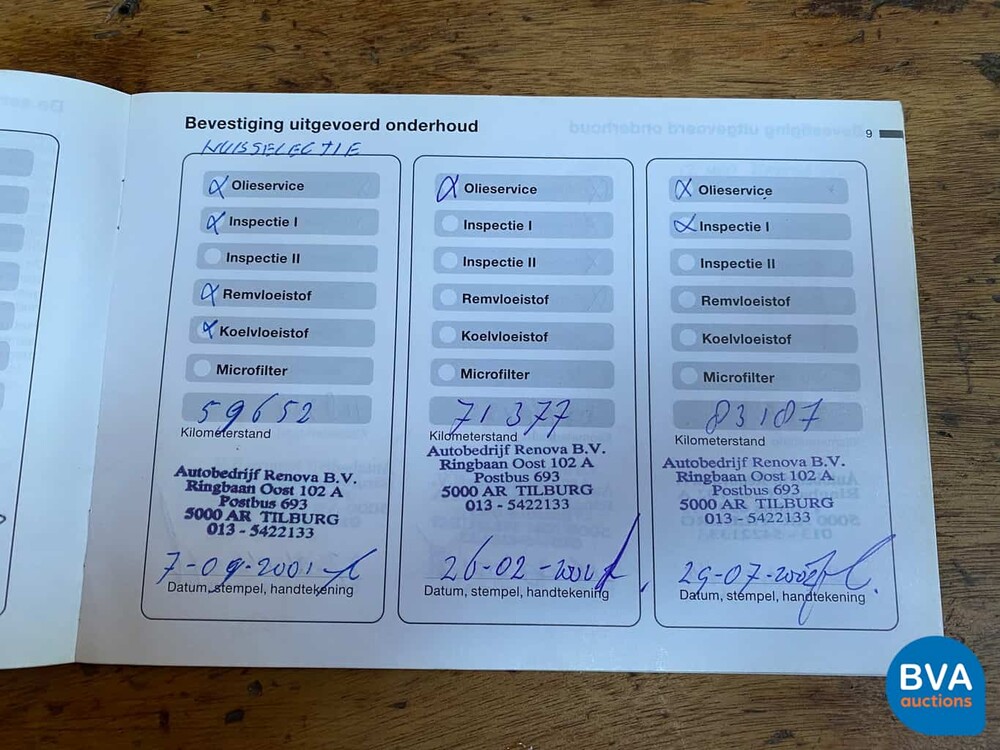 Bevestiging uitgevoerd onderhoud
9
Olieservice
Inspectie I
Inspectie II
Remvloeistof
Koelvloeistof
Microfilter
59652
Kilometerstand
Autobedrijf Renova B.V.
Ringbaan Oost 102 A
Postbus 693
5000 AR TILBURG
013 - 5422133
7-09-2001
Datum, stempel, handtekening
Olieservice
Inspectie I
Inspectie II
Remvloeistof
Koelvloeistof
Microfilter
71377
Kilometerstand
Autobedrijf Renova B.V.
Ringbaan Oost 102 A
Postbus 693
5000 AR TILBURG
013 - 5422133
26-02-2002
Datum, stempel, handtekening
Olieservice
Inspectie I
Inspectie II
Remvloeistof
Koelvloeistof
Microfilter
83187
Kilometerstand
Autobedrijf Renova B.V.
Ringbaan Oost 102 A
Postbus 693
5000 AR TILBURG
013 - 5422133
29-07-2002
Datum, stempel, handtekening
BVA
auctions